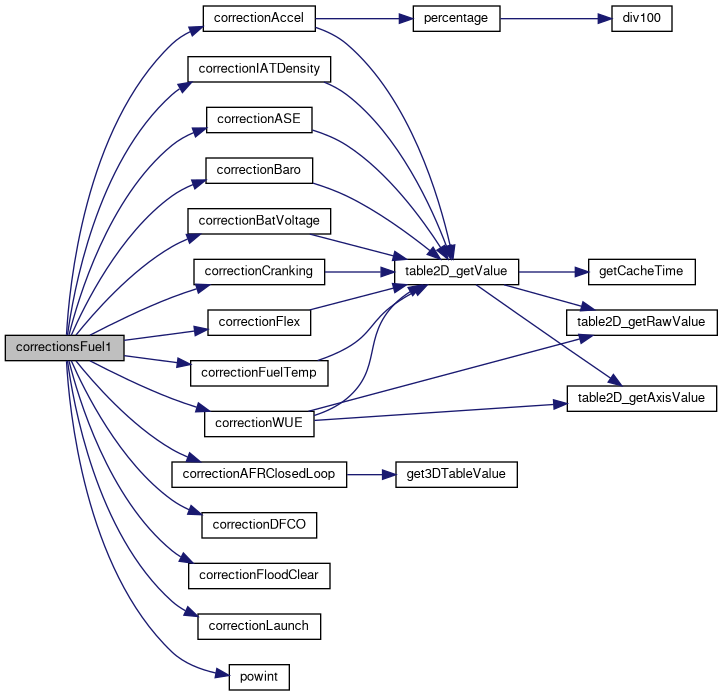 correctionAccel
percentage
div100
correctionIATDensity
correctionASE
correctionBaro
correctionBatVoltage
correctionCranking
table2D_getValue
getCacheTime
correctionFlex
table2D_getRawValue
correctionsFuel1
correctionFuelTemp
table2D_getAxisValue
correctionWUE
correctionAFRClosedLoop
get3DTableValue
correctionDFCO
correctionFloodClear
correctionLaunch
powint